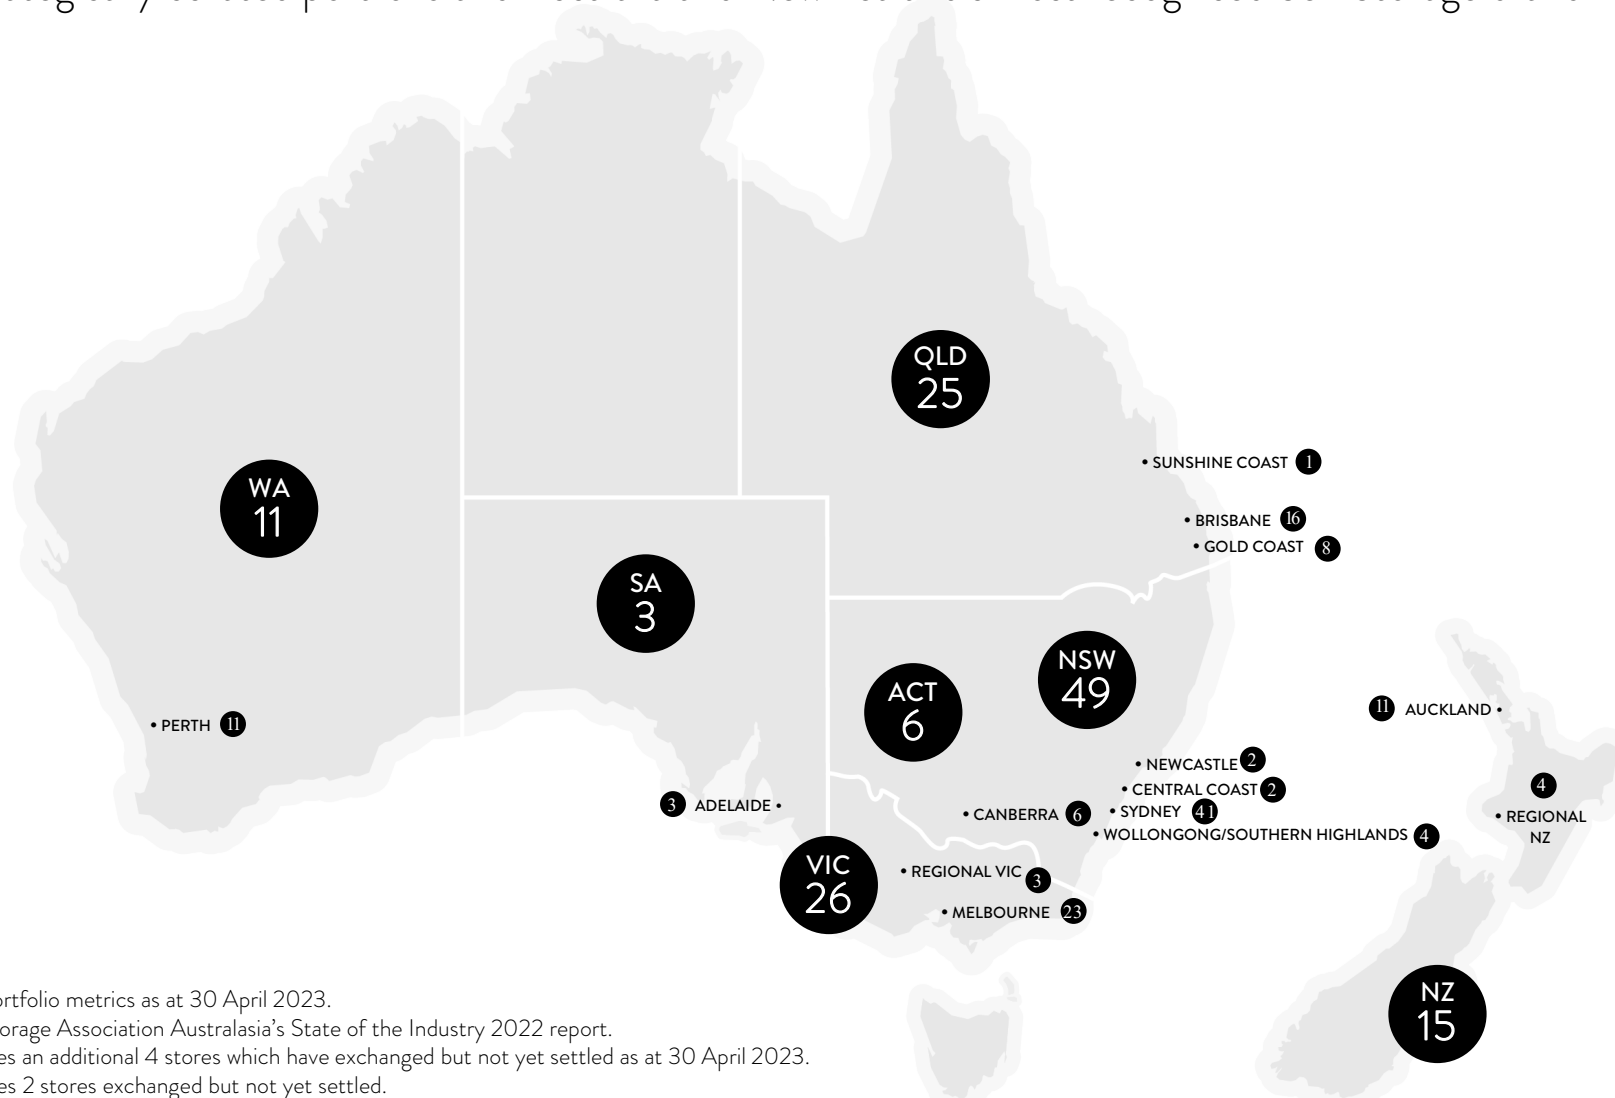 QLD
25
• SUNSHINE COAST 1
WA
11
• BRISBANE 16
• GOLD COAST 8
SA
3
NSW
49
ACT
6
• PERTH 11
11 AUCKLAND •
• NEWCASTLE 2
• CENTRAL COAST 2
3 ADELAIDE •
• CANBERRA 6
• SYDNEY 41
• WOLLONGONG/SOUTHERN HIGHLANDS 4
4
• REGIONAL
NZ
VIC
26
• REGIONAL VIC 3
• MELBOURNE 23
NZ
15
ortfolio metrics as at 30 April 2023.
orage Association Australasia's State of the Industry 2022 report.
es an additional 4 stores which have exchanged but not yet settled as at 30 April 2023.
es 2 stores exchanged but not yet settled.